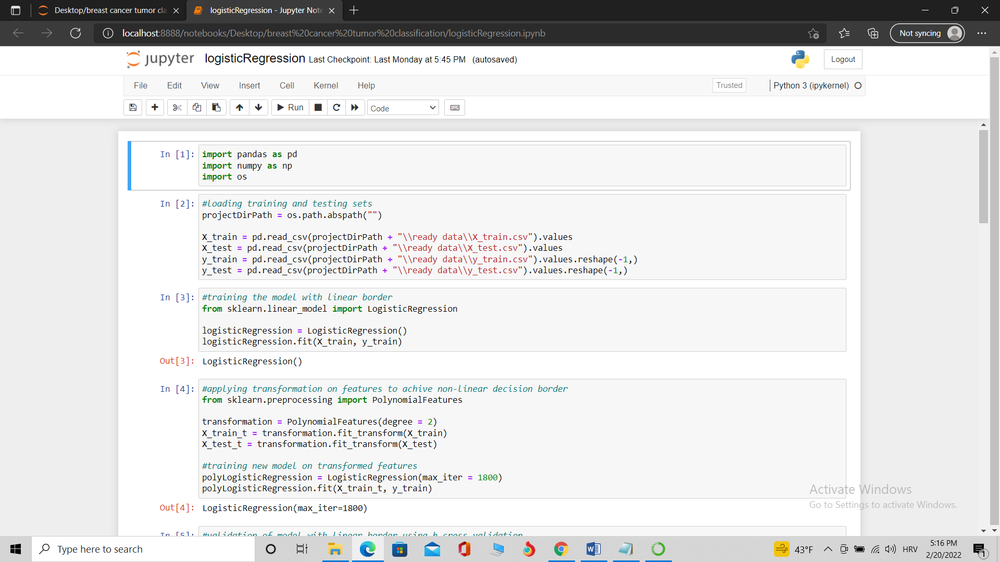 Desktop/breast cancer tumor cla
logisticRegression - Jupyter Note
localhost:8888/notebooks/Desktop/breast%20cancer%20tumor%20classification/logisticRegression.ipynb
Not syncing
jupyter logisticRegression Last Checkpoint: Last Monday at 5:45 PM (autosaved)
Logout
File Edit View Insert Cell Kernel Help
Trusted
Python 3 (ipykernel)
Run
Code
In [1]: import pandas as pd
import numpy as np
import os
In [2]: #loading training and testing sets
projectDirPath = os.path.abspath("")
X_train = pd.read_csv(projectDirPath + "\\ready data\\X_train.csv").values
X_test = pd.read_csv(projectDirPath + "\\ready data\\X_test.csv").values
y_train = pd.read_csv(projectDirPath + "\\ready data\\y_train.csv").values.reshape(-1,)
y_test = pd.read_csv(projectDirPath + "\\ready data\\y_test.csv").values.reshape(-1,)
In [3]: #training the model with linear border
from sklearn.linear_model import LogisticRegression
logisticRegression = LogisticRegression()
logisticRegression.fit(X_train, y_train)
Out[3]: LogisticRegression()
In [4]: #applying transformation on features to achive non-linear decision border
from sklearn.preprocessing import PolynomialFeatures
transformation = PolynomialFeatures(degree = 2)
X_train_t = transformation.fit_transform(X_train)
X_test_t = transformation.fit_transform(X_test)
#training new model on transformed features
polyLogisticRegression = LogisticRegression(max_iter = 1800)
polyLogisticRegression.fit(X_train_t, y_train)
Out[4]: LogisticRegression(max_iter=1800)
In [5]: #validation of model with linear border using k cross validation
Activate Windows
Go to Settings to activate Windows.
Type here to search
43°F
HRV
5:16 PM
2/20/2022
1